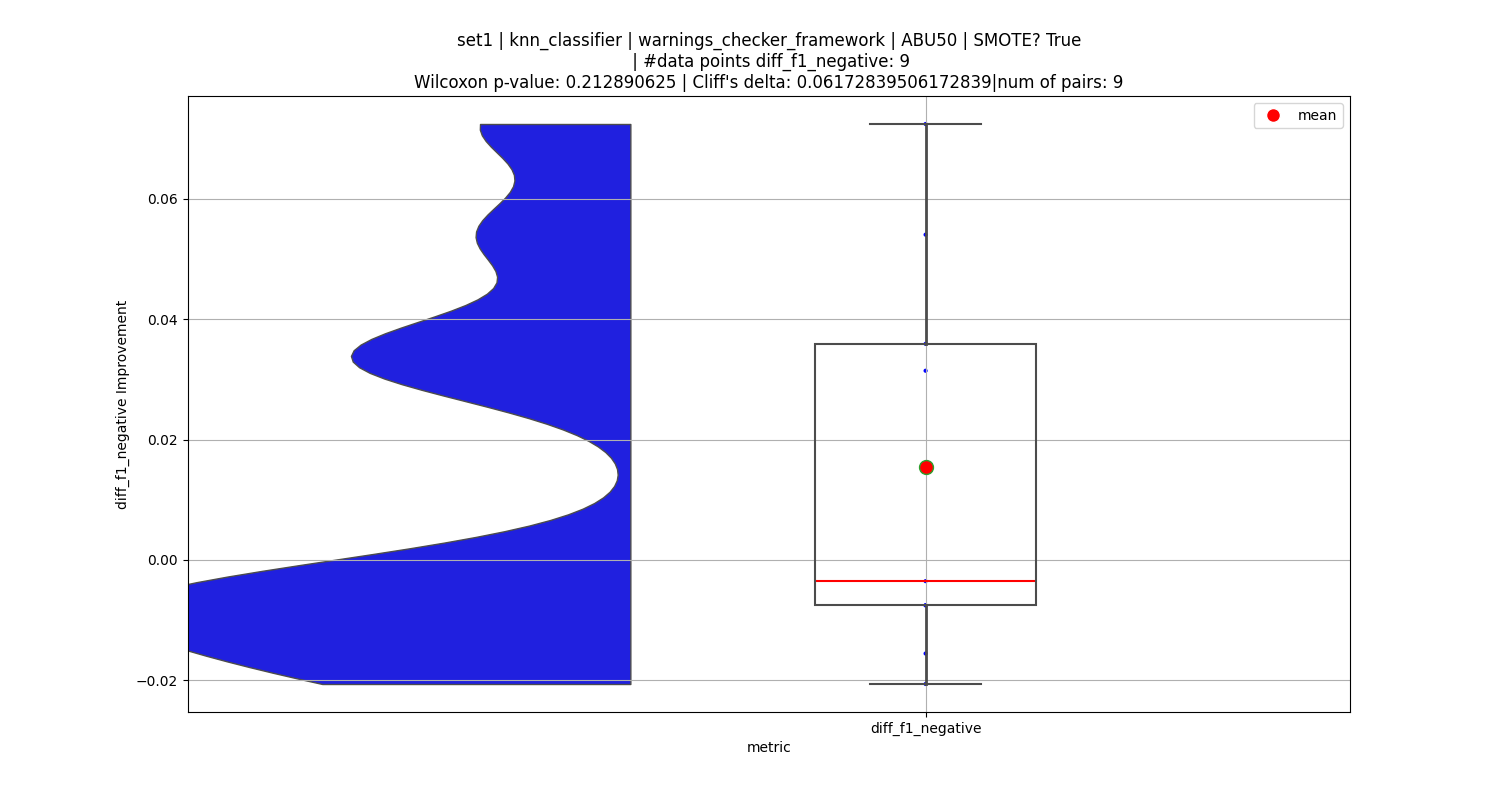 set1 | knn_classifier | warnings_checker_framework | ABU50 | SMOTE? True
| #data points diff_f1_negative: 9
Wilcoxon p-value: 0.212890625 | Cliff's delta: 0.06172839506172839|num of pairs: 9
mean
0.06
0.04
0.02
0.00
−0.02
diff_f1_negative Improvement
diff_f1_negative
metric